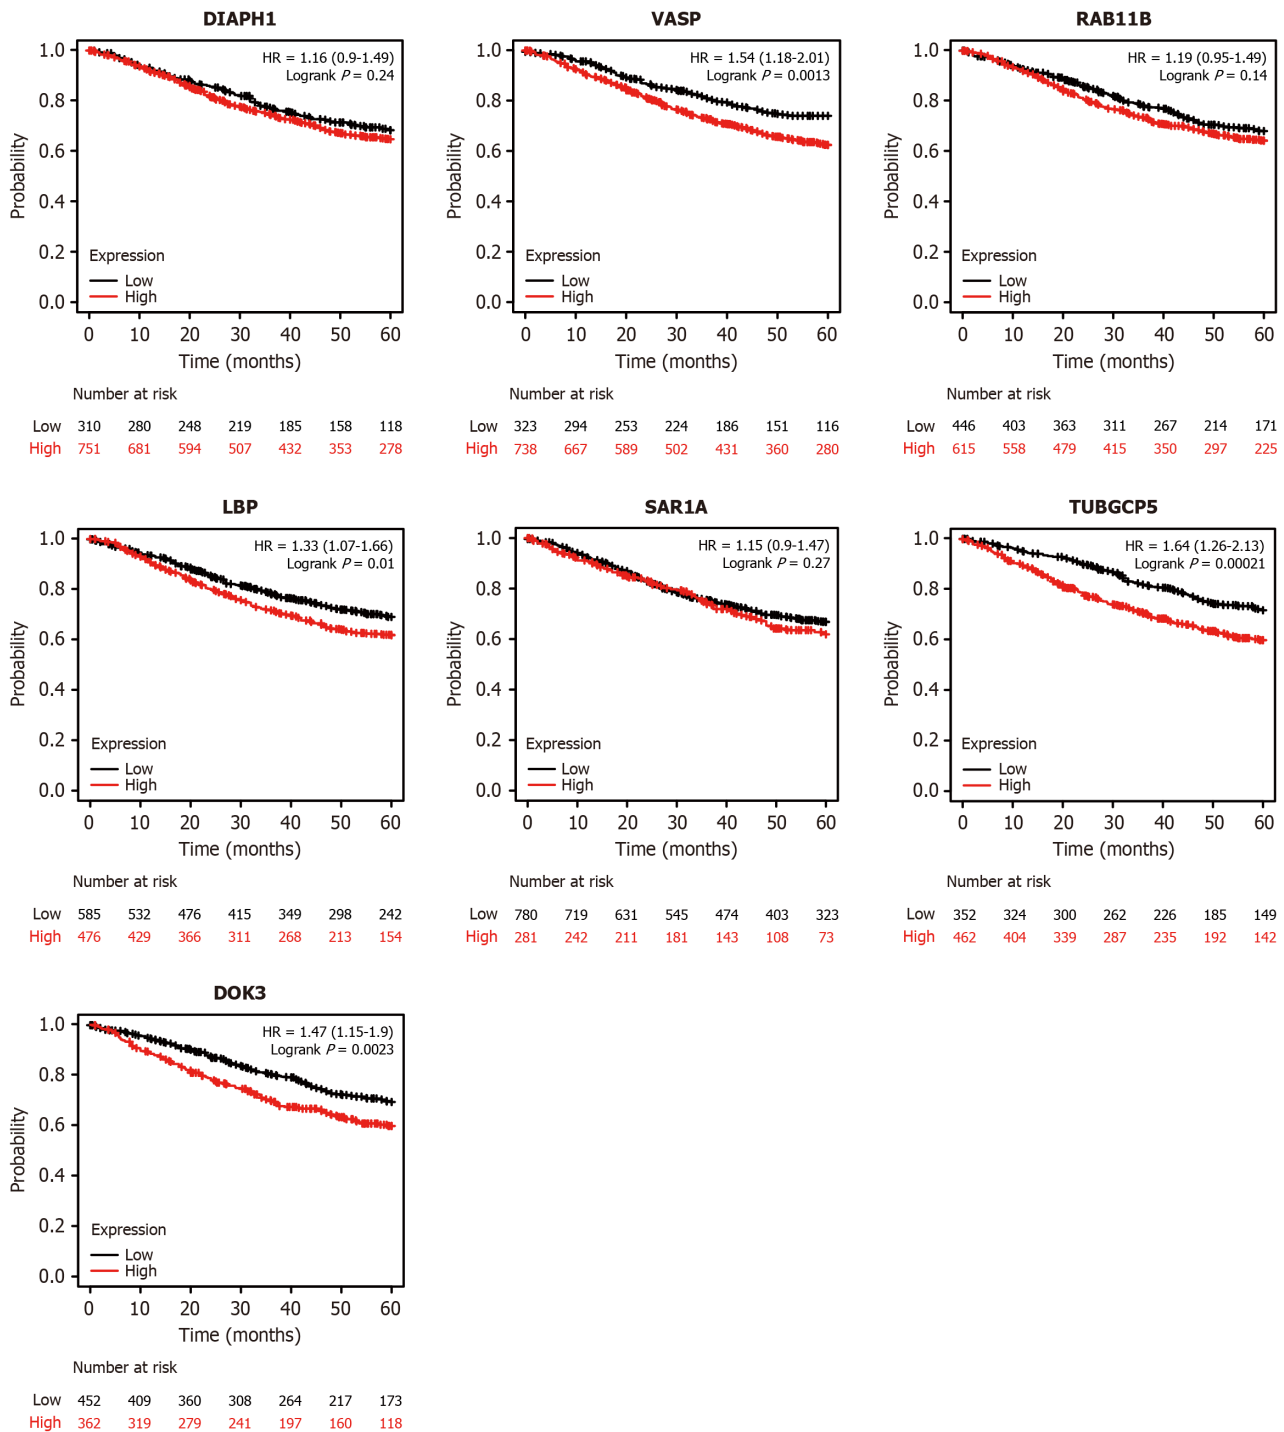 DIAPH1
HR = 1.16 (0.9-1.49)
Logrank P = 0.24
Probability
1.0
0.8
0.6
0.4
0.2
0.0
Expression
Low
High
0 10 20 30 40 50 60
Time (months)
Number at risk
Low 310 280 248 219 185 158 118
High 751 681 594 507 432 353 278
VASP
HR = 1.54 (1.18-2.01)
Logrank P = 0.0013
Probability
1.0
0.8
0.6
0.4
0.2
0.0
Expression
Low
High
0 10 20 30 40 50 60
Time (months)
Number at risk
Low 323 294 253 224 186 151 116
High 738 667 589 502 431 360 280
RAB11B
HR = 1.19 (0.95-1.49)
Logrank P = 0.14
Probability
1.0
0.8
0.6
0.4
0.2
0.0
Expression
Low
High
0 10 20 30 40 50 60
Time (months)
Number at risk
Low 446 403 363 311 267 214 171
High 615 558 479 415 350 297 225
LBP
HR = 1.33 (1.07-1.66)
Logrank P = 0.01
Probability
1.0
0.8
0.6
0.4
0.2
0.0
Expression
Low
High
0 10 20 30 40 50 60
Time (months)
Number at risk
Low 585 532 476 415 349 298 242
High 476 429 366 311 268 213 154
SAR1A
HR = 1.15 (0.9-1.47)
Logrank P = 0.27
Probability
1.0
0.8
0.6
0.4
0.2
0.0
Expression
Low
High
0 10 20 30 40 50 60
Time (months)
Number at risk
Low 780 719 631 545 474 403 323
High 281 242 211 181 143 108 73
TUBGCP5
HR = 1.64 (1.26-2.13)
Logrank P = 0.00021
Probability
1.0
0.8
0.6
0.4
0.2
0.0
Expression
Low
High
0 10 20 30 40 50 60
Time (months)
Number at risk
Low 352 324 300 262 226 185 149
High 462 404 339 287 235 192 142
DOK3
HR = 1.47 (1.15-1.9)
Logrank P = 0.0023
Probability
1.0
0.8
0.6
0.4
0.2
0.0
Expression
Low
High
0 10 20 30 40 50 60
Time (months)
Number at risk
Low 452 409 360 308 264 217 173
High 362 319 279 241 197 160 118